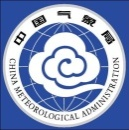 中国气象局
CHINA METEOROLOGICAL ADMINISTRATION